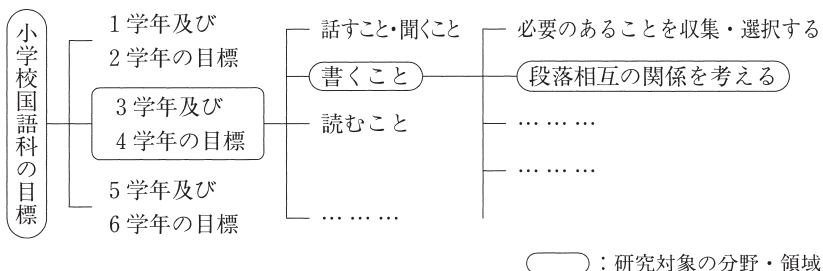 小学校国語科の目標
1学年及び
2学年の目標
3学年及び
4学年の目標
5学年及び
6学年の目標
話すこと・聞くこと
書くこと
読むこと
… … …
必要のあることを収集・選択する
段落相互の関係を考える
… … …
… … …
：研究対象の分野・領域